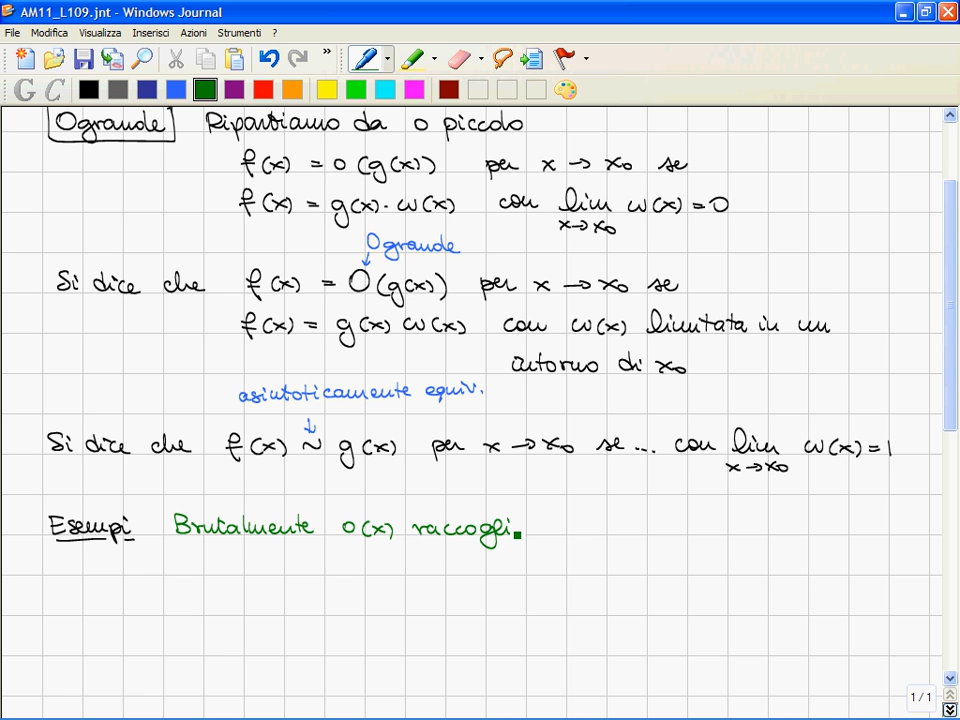 AM11_L109.jnt - Windows Journal
File Modifica Visualizza Inserisci Azioni Strumenti ?
»
G C
Ogrande Ripartiamo da o piccolo
f(x) = o(g(x)) per x → x0 se
f(x) = g(x)·ω(x) con lim x→x0 ω(x)=0
Ogrande
↓
Si dice che f(x) = O(g(x)) per x → x0 se
f(x) = g(x) ω(x) con ω(x) limitata in un
intorno di x0
asintoticamente equiv.
↓
Si dice che f(x) ~ g(x) per x → x0 se ... con lim x→x0 ω(x)=1
Esempi Brutalmente o(x) raccogli
1 / 1